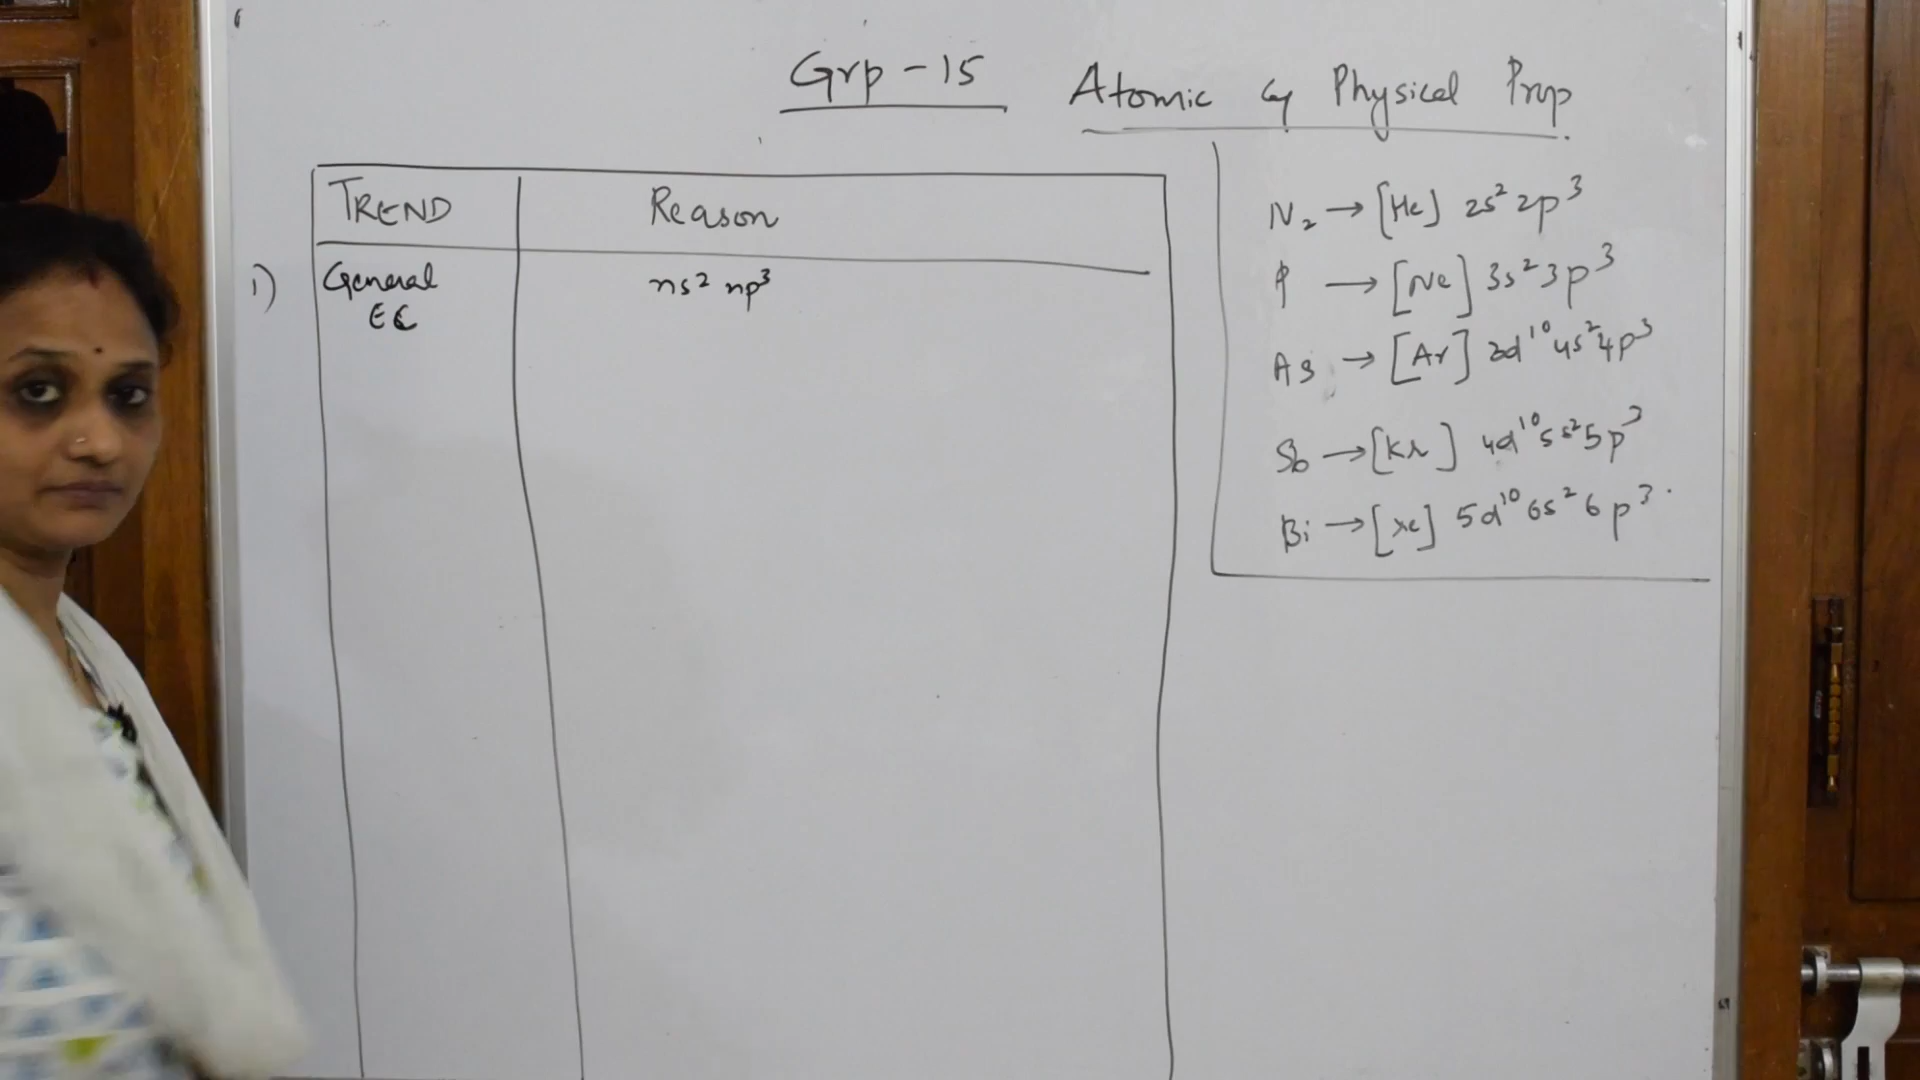 Grp - 15 Atomic & Physical Prop
TREND Reason
1) General ns² np³
EC
N₂ → [He] 2s² 2p³
P → [Ne] 3s² 3p³
As → [Ar] 3d¹⁰ 4s² 4p³
Sb → [Kr] 4d¹⁰ 5s² 5p³
Bi → [Xe] 5d¹⁰ 6s² 6p³